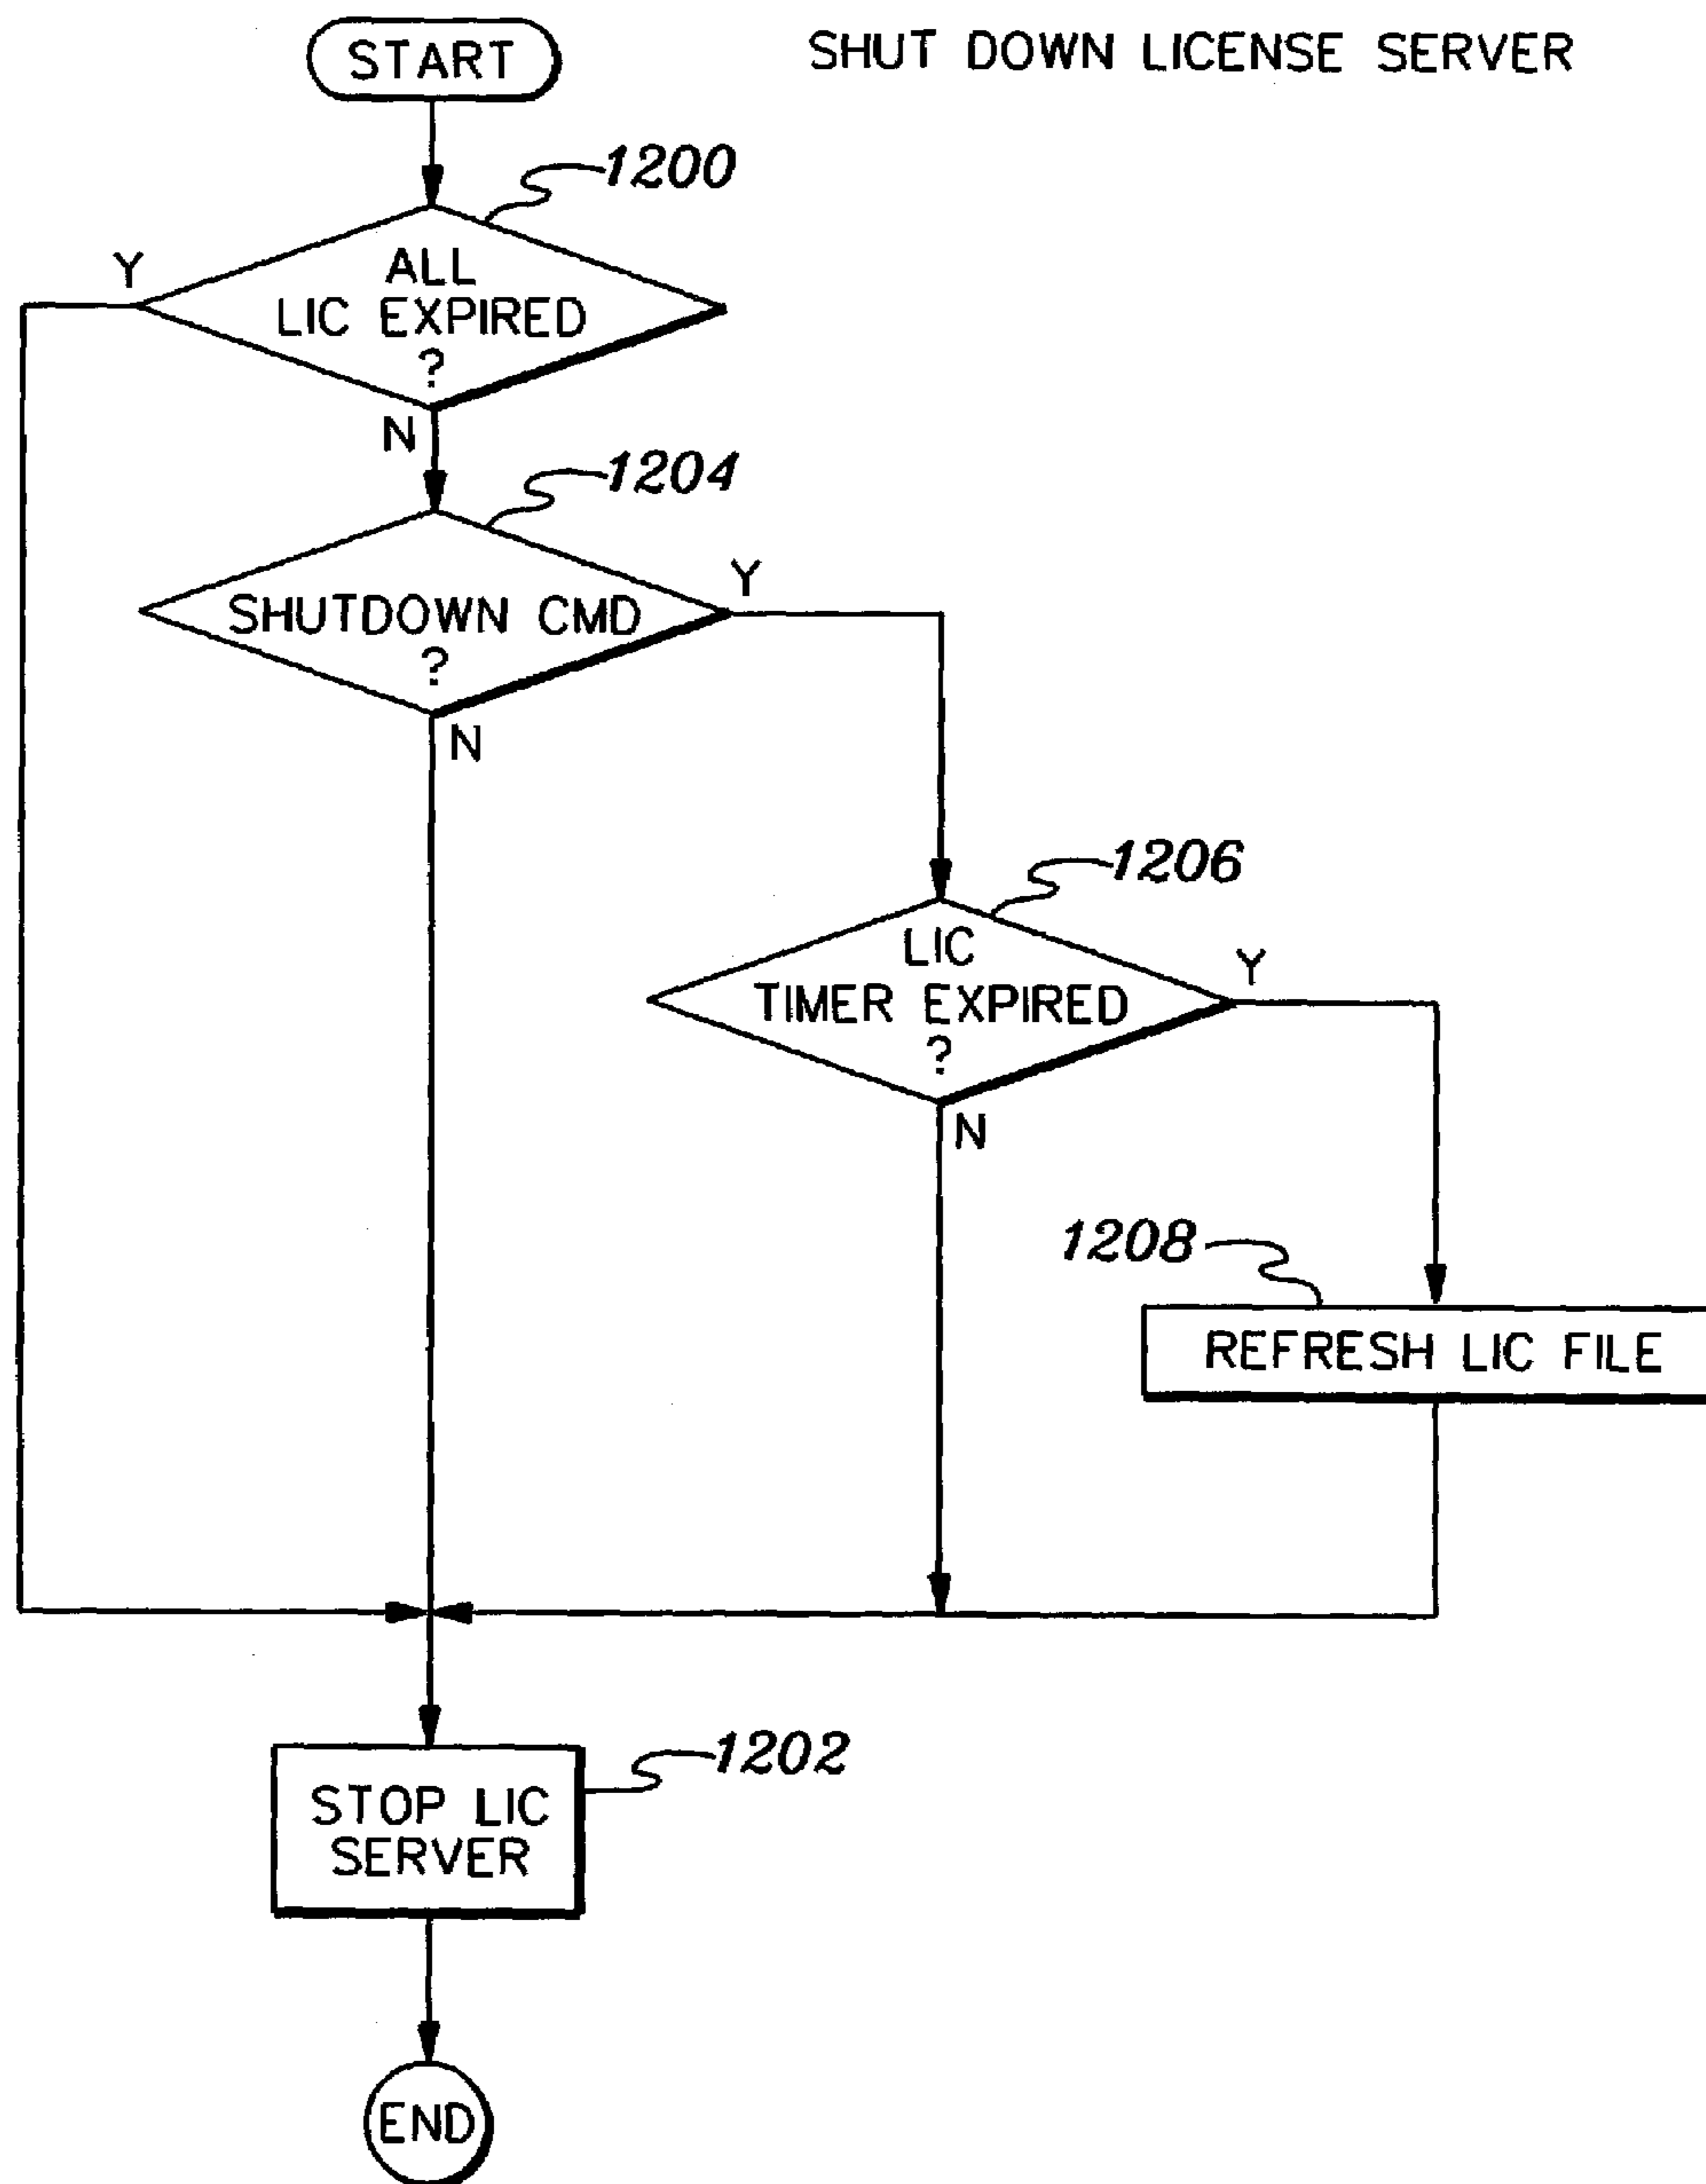 START
SHUT DOWN LICENSE SERVER
1200
Y
ALL
LIC EXPIRED
?
N
1204
Y
SHUTDOWN CMD
?
N
1206
LIC
Y
TIMER EXPIRED
?
N
1208
REFRESH LIC FILE
1202
STOP LIC
SERVER
END